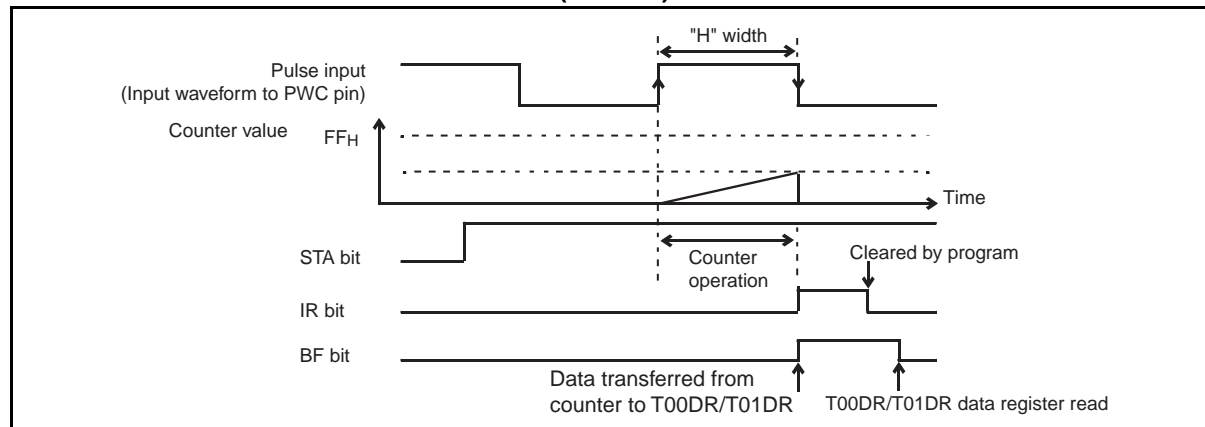 "H" width
Pulse input
(Input waveform to PWC pin)
Counter value
FFH
Time
STA bit
Counter
operation
Cleared by program
IR bit
BF bit
Data transferred from
counter to T00DR/T01DR
T00DR/T01DR data register read